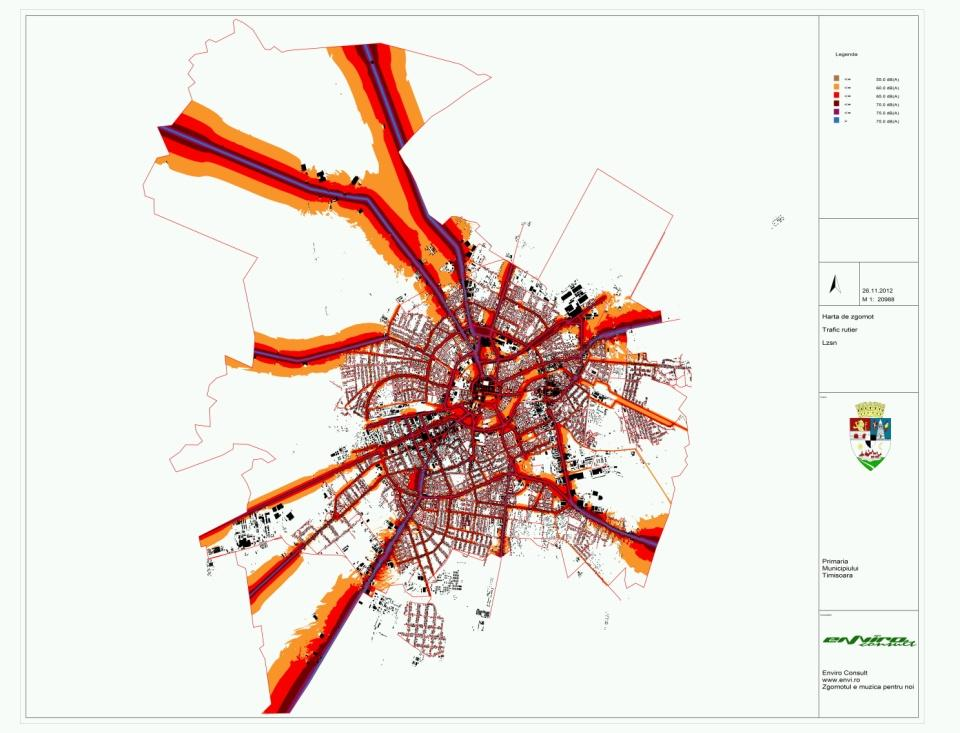 Legenda
<= 55.0 dB(A)
<= 60.0 dB(A)
<= 65.0 dB(A)
<= 70.0 dB(A)
<= 75.0 dB(A)
> 75.0 dB(A)
26.11.2012
M 1: 20988
Harta de zgomot
Trafic rutier
Lzsn
Primaria
Municipiului
Timisoara
enviro
consult
Enviro Consult
www.envi.ro
Zgomotul e muzica pentru noi